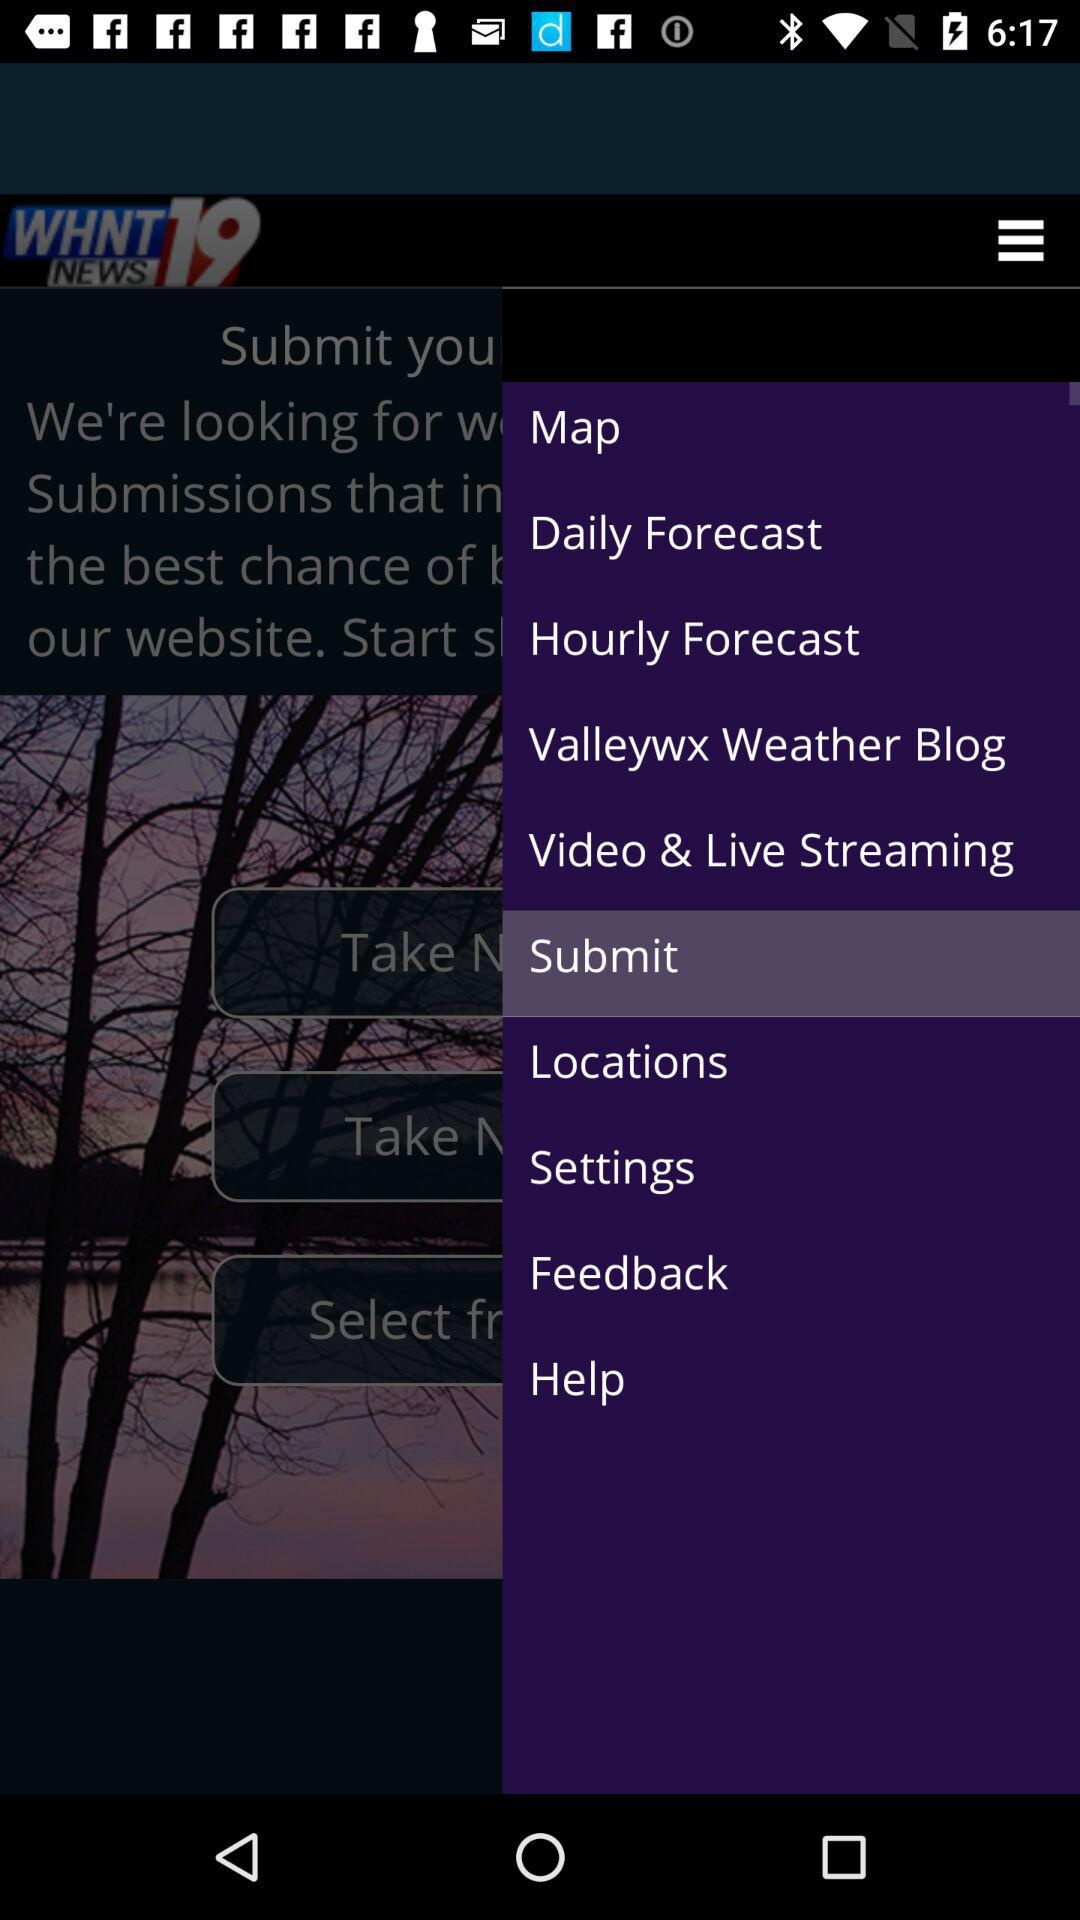 6:17
WHNT 19
NEWS
Submit you
We're looking for w
Submissions that in
the best chance of b
our website. Start s
Take N
Take N
Select fr
Map
Daily Forecast
Hourly Forecast
Valleywx Weather Blog
Video & Live Streaming
Submit
Locations
Settings
Feedback
Help